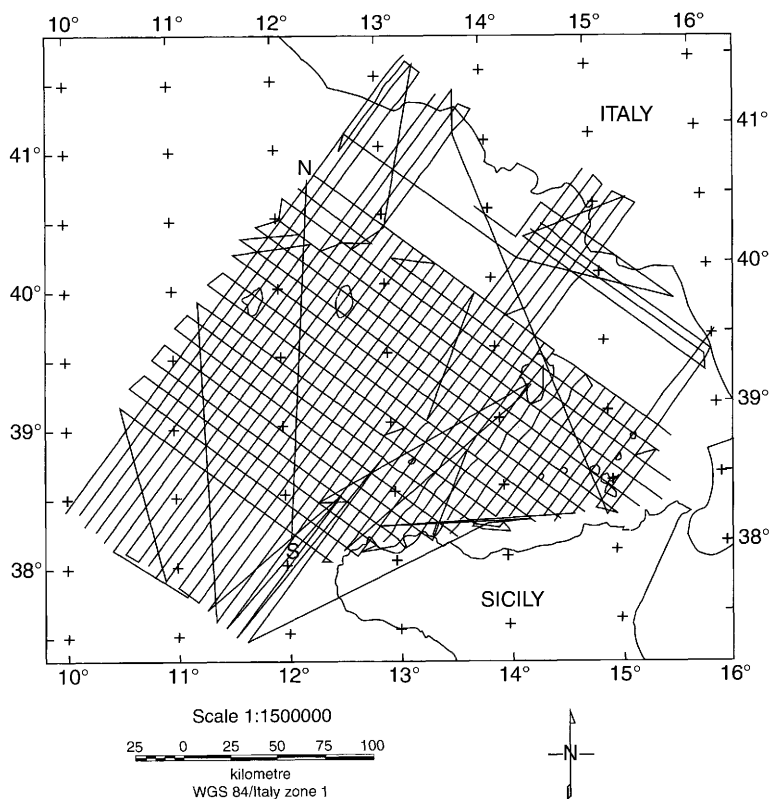 10° 11° 12° 13° 14° 15° 16°
ITALY
41° 41°
N
40° 40°
39° 39°
S
38° 38°
SICILY
10° 11° 12° 13° 14° 15° 16°
Scale 1:1500000
25 0 25 50 75 100
kilometre
WGS 84/Italy zone 1
N